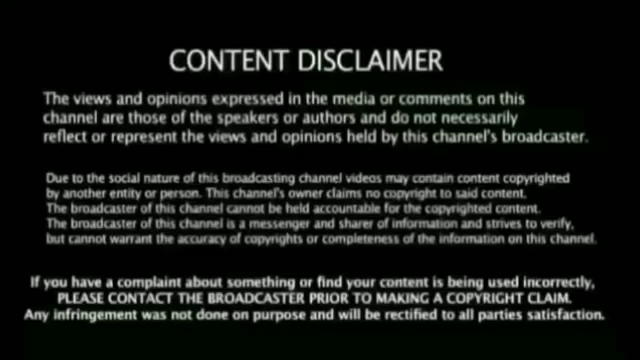 CONTENT DISCLAIMER
The views and opinions expressed in the media or comments on this
channel are those of the speakers or authors and do not necessarily
reflect or represent the views and opinions held by this channel's broadcaster.
Due to the social nature of this broadcasting channel videos may contain content copyrighted
by another entity or person. This channel's owner claims no copyright to said content.
The broadcaster of this channel cannot be held accountable for the copyrighted content.
The broadcaster of this channel is a messenger and sharer of information and strives to verify,
but cannot warrant the accuracy of copyrights or completeness of the information on this channel.
If you have a complaint about something or find your content is being used incorrectly,
PLEASE CONTACT THE BROADCASTER PRIOR TO MAKING A COPYRIGHT CLAIM.
Any infringement was not done on purpose and will be rectified to all parties satisfaction.